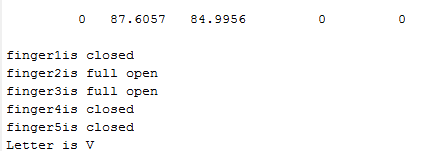 0 87.6057 84.9956 0 0
finger1is closed
finger2is full open
finger3is full open
finger4is closed
finger5is closed
Letter is V